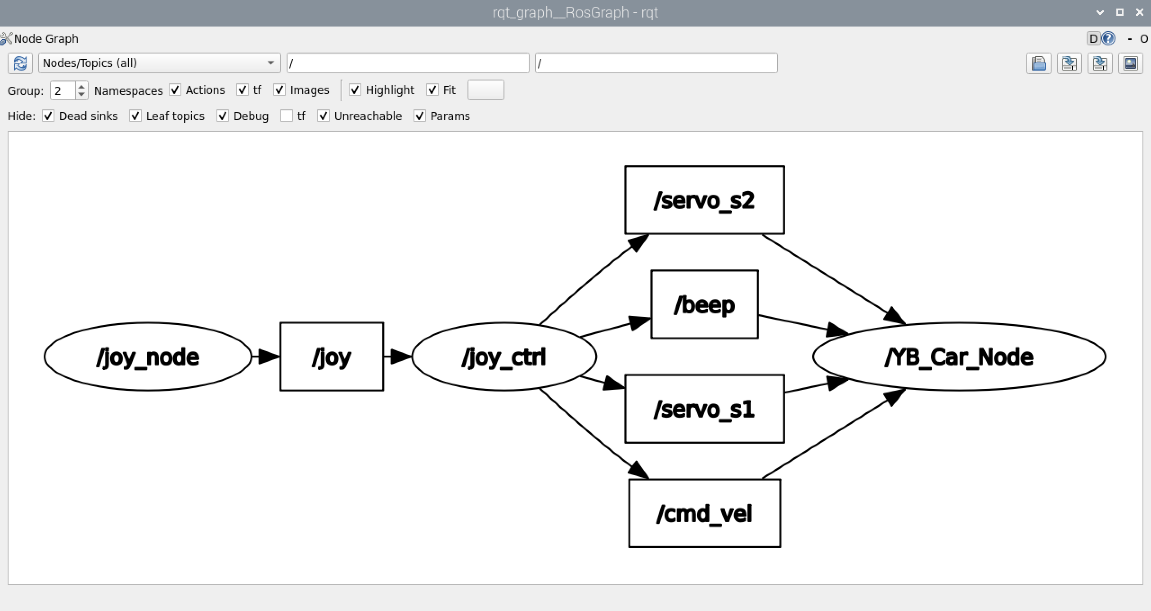 rqt_graph__RosGraph - rqt
Node Graph
D ? - O
Nodes/Topics (all) / /
Group: 2 Namespaces Actions tf Images Highlight Fit
Hide: Dead sinks Leaf topics Debug tf Unreachable Params
/servo_s2
/beep
/joy_node /joy /joy_ctrl /YB_Car_Node
/servo_s1
/cmd_vel